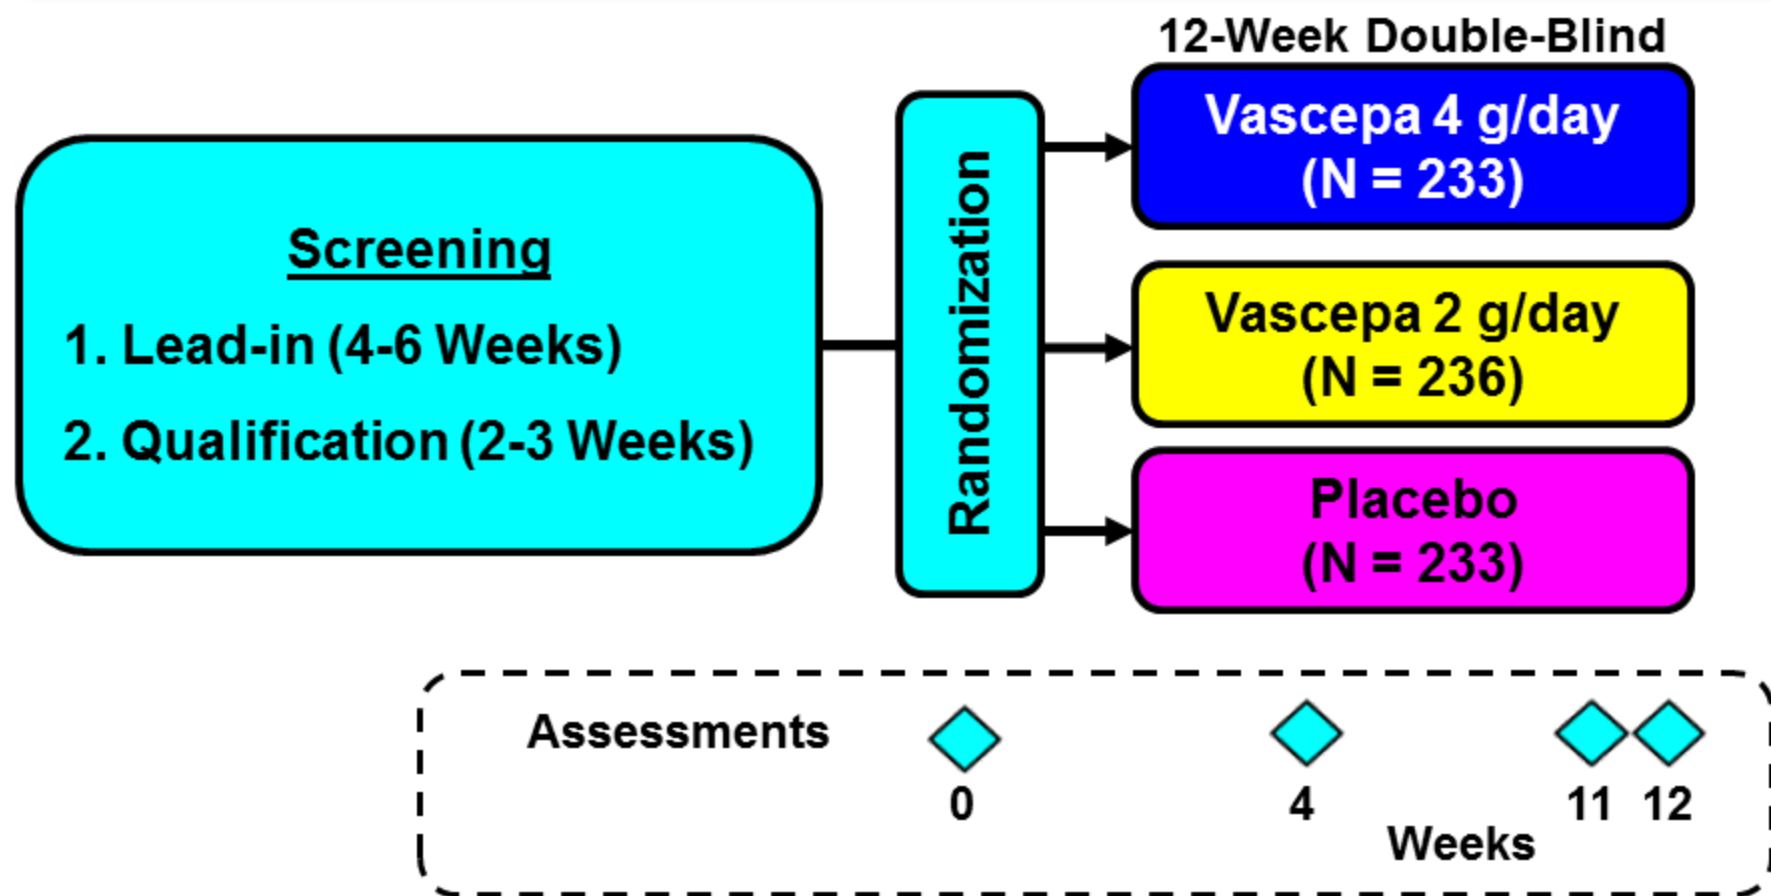 12-Week Double-Blind
Screening
1. Lead-in (4-6 Weeks)
2. Qualification (2-3 Weeks)
Randomization
Vascepa 4 g/day
(N = 233)
Vascepa 2 g/day
(N = 236)
Placebo
(N = 233)
Assessments
0 4 11 12
Weeks